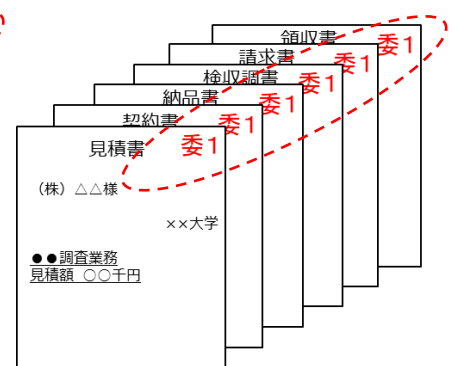 領収書 委1
請求書 委1
検収調書 委1
納品書 委1
契約書 委1
見積書 委1
（株）△△様
××大学
●●調査業務
見積額 ○○千円